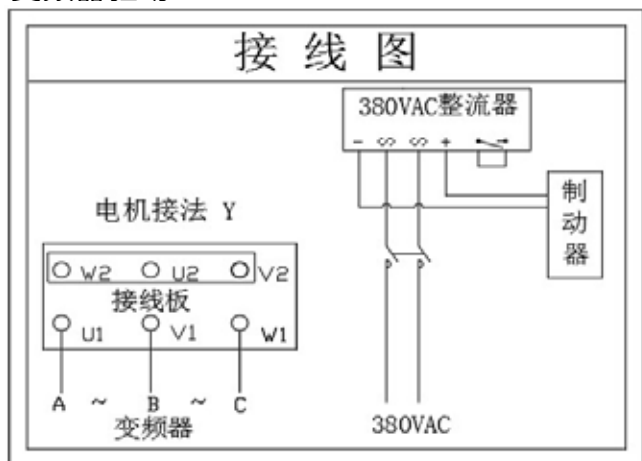 接线图
380VAC整流器
- ∽ ∽ +
制动器
电机接法 Y
W2 U2 V2
接线板
U1 V1 W1
A ~ B ~ C
变频器
380VAC